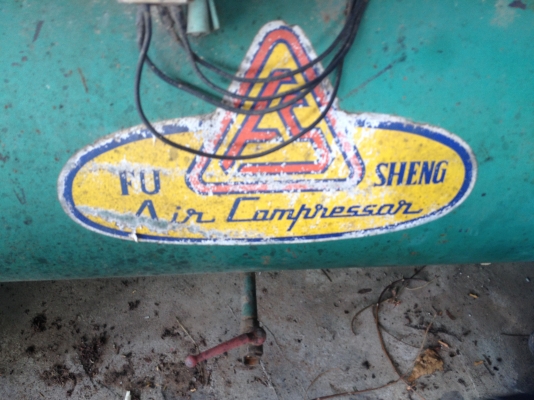 FU SHENG
Air Compressor